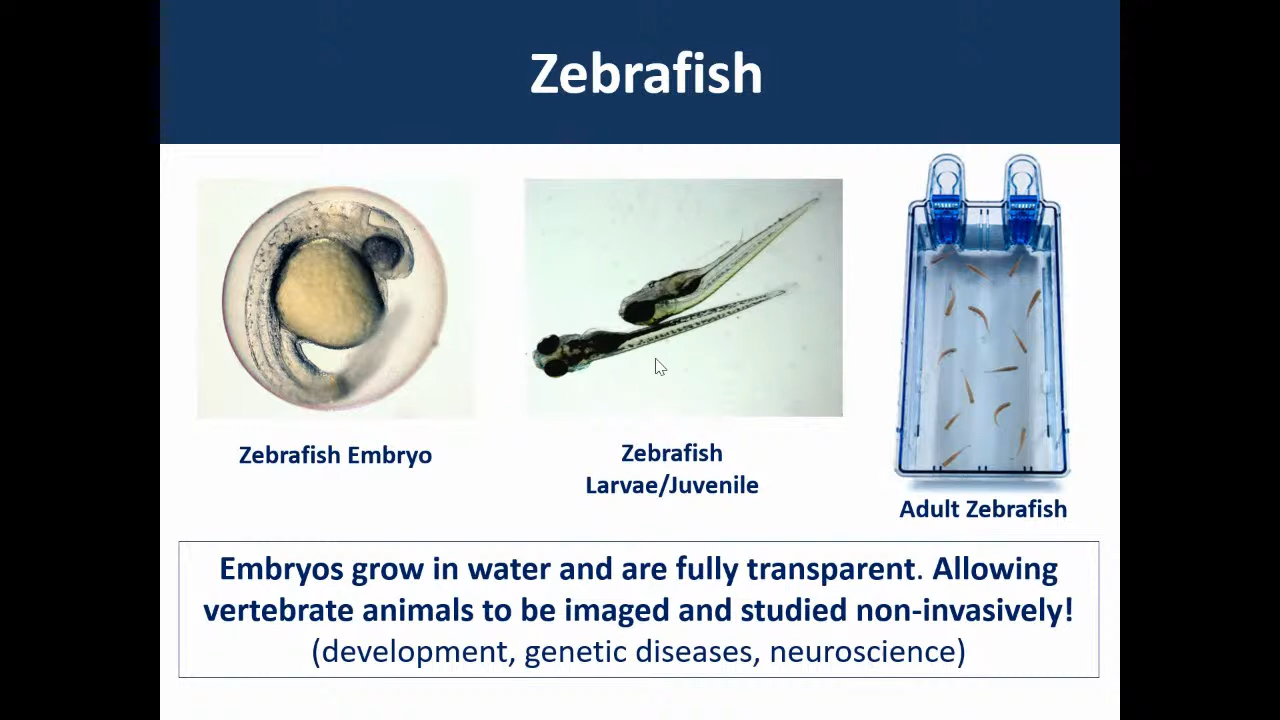 Zebrafish
Zebrafish Embryo
Zebrafish
Larvae/Juvenile
Adult Zebrafish
Embryos grow in water and are fully transparent. Allowing
vertebrate animals to be imaged and studied non-invasively!
(development, genetic diseases, neuroscience)